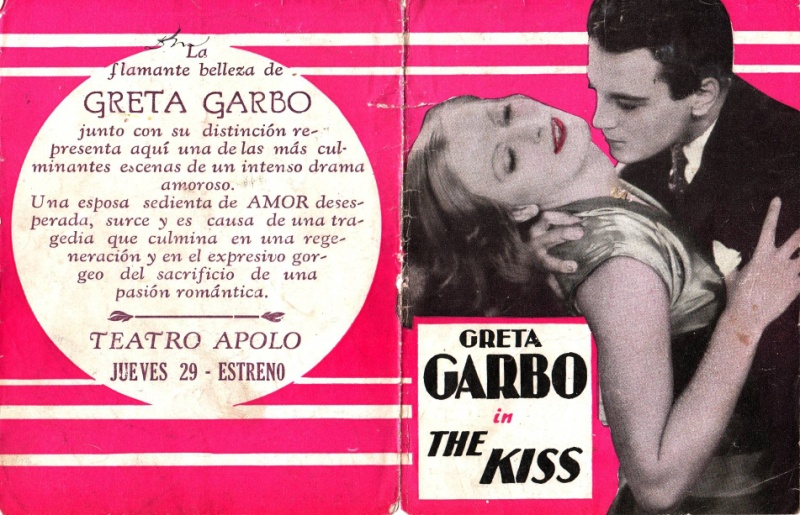 La
flamante belleza de
GRETA GARBO
junto con su distinción re-
presenta aquí una de las más cul-
minantes escenas de un intenso drama
amoroso.
Una esposa sedienta de AMOR deses-
perada, surce y es causa de una tra-
gedia que culmina en una rege-
neración y en el expresivo gor-
geo del sacrificio de una
pasión romántica.
TEATRO APOLO
JUEVES 29 - ESTRENO
GRETA
GARBO
in
THE
KISS